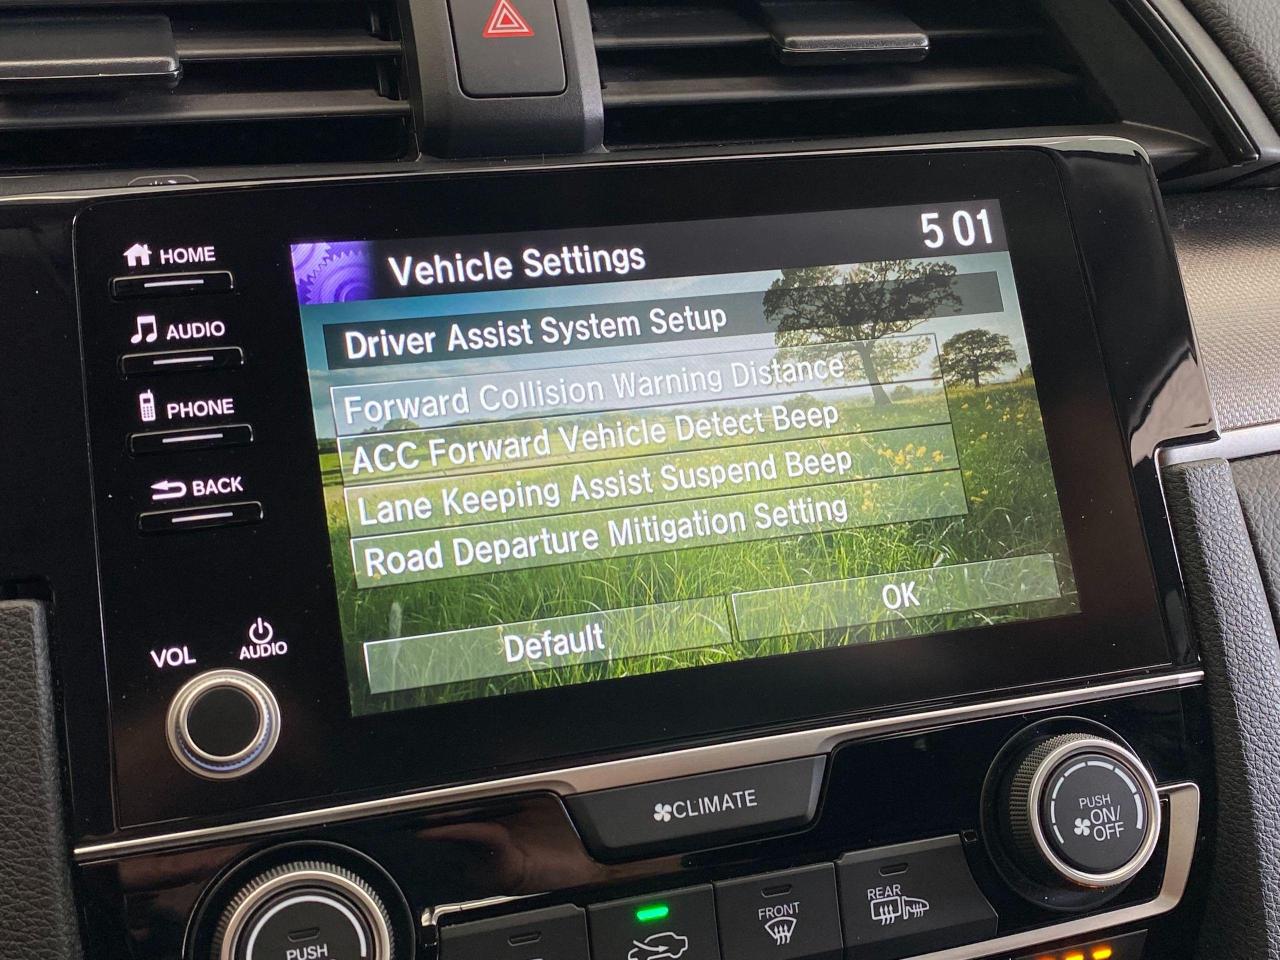 HOME
AUDIO
PHONE
BACK
VOL
AUDIO
Vehicle Settings
5 01
Driver Assist System Setup
Forward Collision Warning Distance
ACC Forward Vehicle Detect Beep
Lane Keeping Assist Suspend Beep
Road Departure Mitigation Setting
Default
OK
CLIMATE
PUSH
ON/
OFF
FRONT
REAR
PUSH